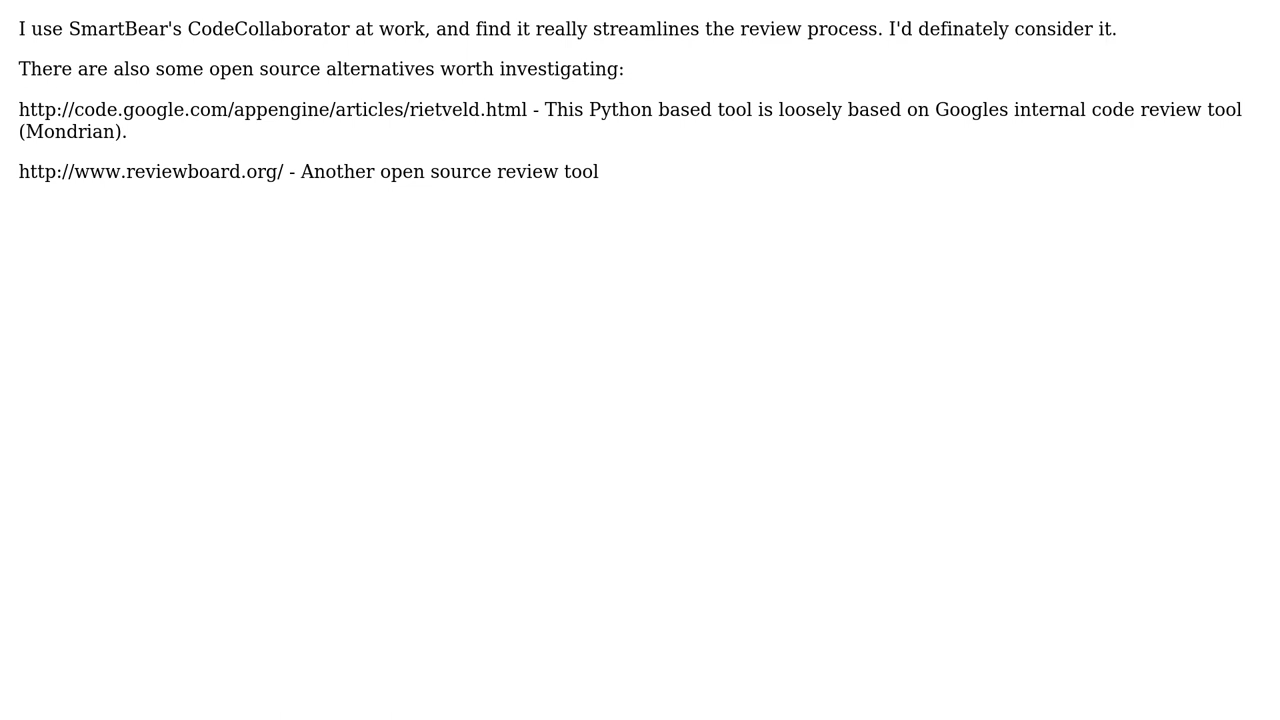 I use SmartBear's CodeCollaborator at work, and find it really streamlines the review process. I'd definately consider it.
There are also some open source alternatives worth investigating:
http://code.google.com/appengine/articles/rietveld.html - This Python based tool is loosely based on Googles internal code review tool
(Mondrian).
http://www.reviewboard.org/ - Another open source review tool